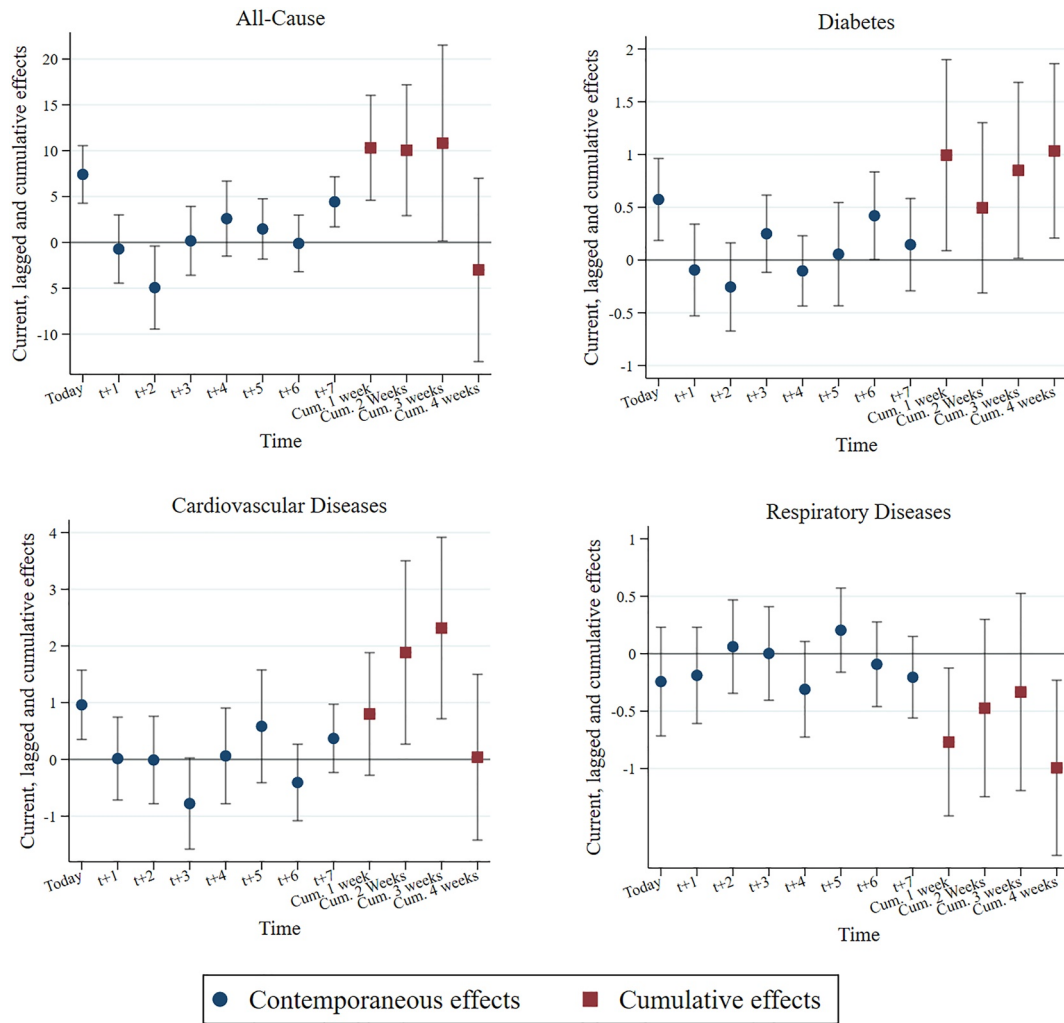 All-Cause
Current, lagged and cumulative effects
20
15
10
5
0
5
-10
Today t+1 t+2 t+3 t+4 t+5 t+6 t+7 Cum. 1 week Cum. 2 Weeks Cum. 3 weeks Cum. 4 weeks
Time
Diabetes
Current, lagged and cumulative effects
2
1.5
1
0.5
0
-0.5
-1
Today t+1 t+2 t+3 t+4 t+5 t+6 t+7 Cum. 1 week Cum. 2 Weeks Cum. 3 weeks Cum. 4 weeks
Time
Cardiovascular Diseases
Current, lagged and cumulative effects
4
3
2
1
0
-1
Today t+1 t+2 t+3 t+4 t+5 t+6 t+7 Cum. 1 week Cum. 2 Weeks Cum. 3 weeks Cum. 4 weeks
Time
Respiratory Diseases
Current, lagged and cumulative effects
1
0.5
0
-0.5
-1
Today t+1 t+2 t+3 t+4 t+5 t+6 t+7 Cum. 1 week Cum. 2 Weeks Cum. 3 weeks Cum. 4 weeks
Time
Contemporaneous effects Cumulative effects